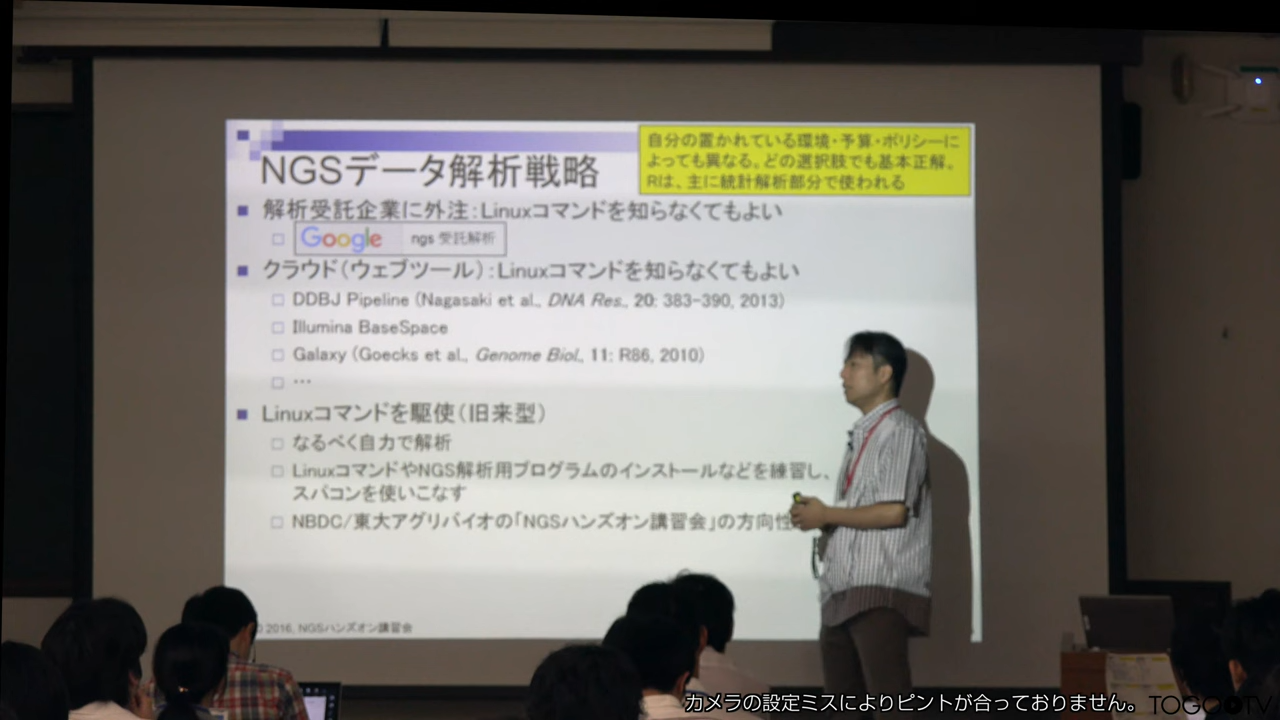 NGSデータ解析戦略
自分の置かれている環境・予算・ポリシーに
よっても異なる。どの選択肢でも基本正解。
Rは、主に統計解析部分で使われる
解析受託企業に外注:Linuxコマンドを知らなくてもよい
Google ngs 受託解析
クラウド(ウェブツール):Linuxコマンドを知らなくてもよい
DDBJ Pipeline (Nagasaki et al., DNA Res., 20: 383-390, 2013)
Illumina BaseSpace
Galaxy (Goecks et al., Genome Biol., 11: R86, 2010)
…
Linuxコマンドを駆使(旧来型)
なるべく自力で解析
LinuxコマンドやNGS解析用プログラムのインストールなどを練習し、
スパコンを使いこなす
NBDC/東大アグリバイオの「NGSハンズオン講習会」の方向性
2016, NGSハンズオン講習会
カメラの設定ミスによりピントが合っておりません。
TOGOTV